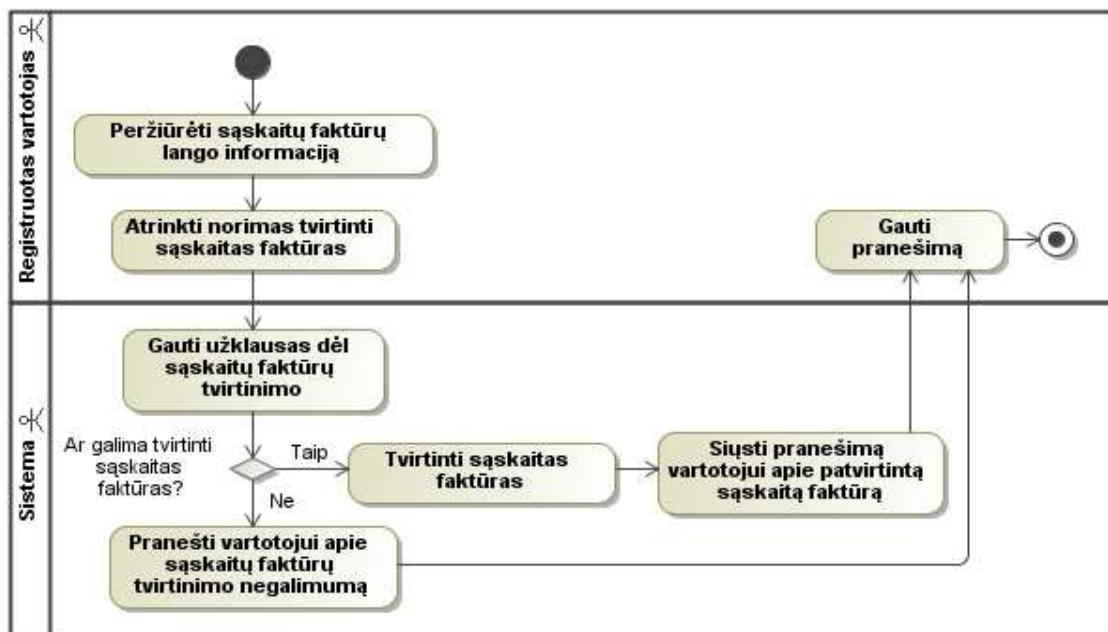 Registruotas vartotojas
Peržiūrėti sąskaitų faktūrų
lango informaciją
Atrinkti norimas tvirtinti
sąskaitas faktūras
Gauti
pranešimą
Sistema
Gauti užklausas dėl
sąskaitų faktūrų
tvirtinimo
Ar galima tvirtinti
sąskaitas
faktūras?
Taip
Tvirtinti sąskaitas
faktūras
Siųsti pranešimą
vartotojui apie patvirtintą
sąskaitą faktūrą
Ne
Pranešti vartotojui apie
sąskaitų faktūrų
tvirtinimo negalimumą